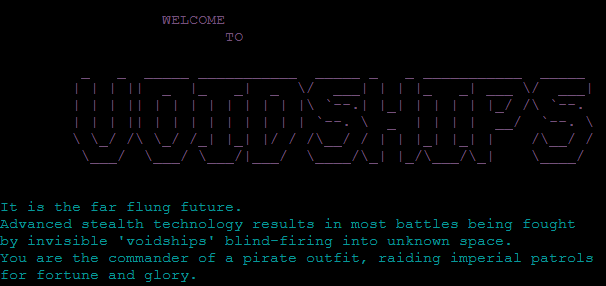 WELCOME
TO
VOIDSHIPS
It is the far flung future.
Advanced stealth technology results in most battles being fought
by invisible 'voidships' blind-firing into unknown space.
You are the commander of a pirate outfit, raiding imperial patrols
for fortune and glory.